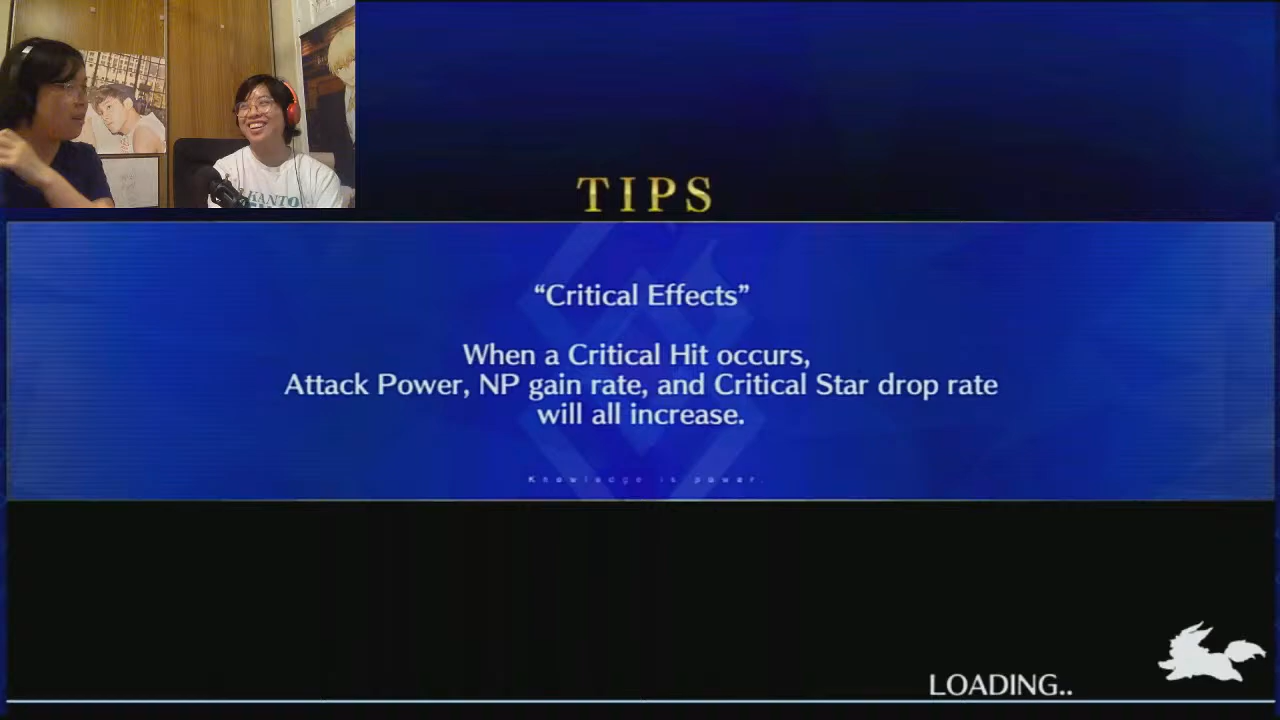 KANTO
TIPS
“Critical Effects”
When a Critical Hit occurs,
Attack Power, NP gain rate, and Critical Star drop rate
will all increase.
Knowledge is power.
LOADING..